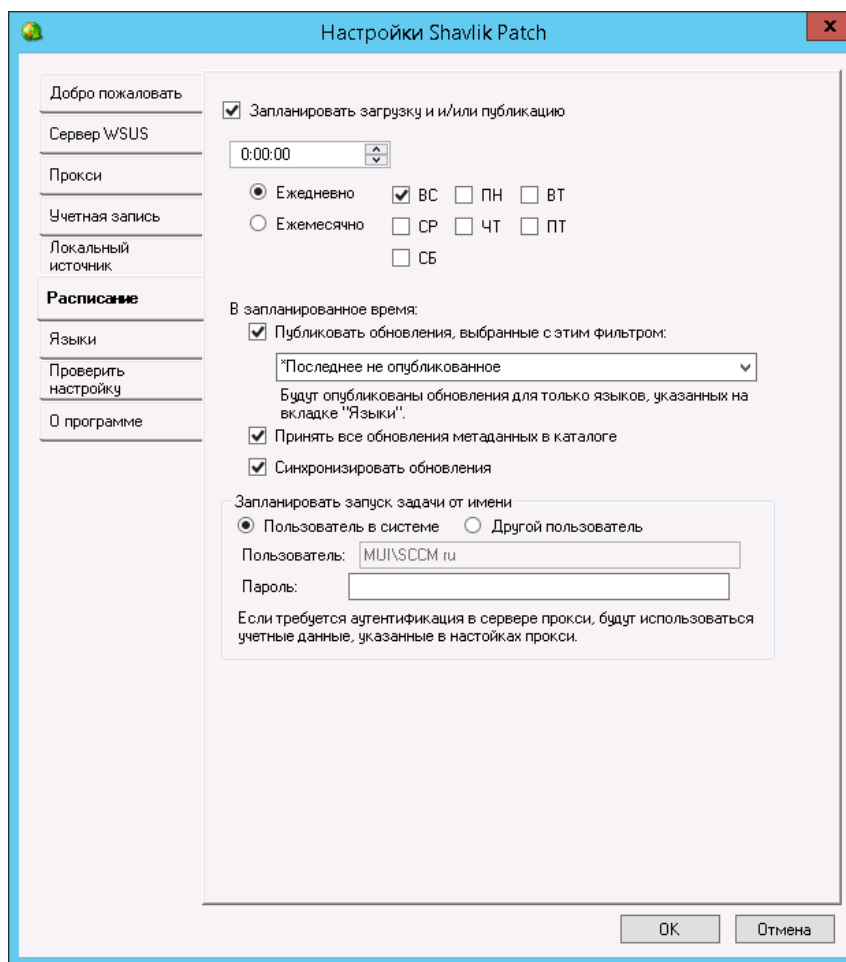 Настройки Shavlik Patch
x
Добро пожаловать
Сервер WSUS
Прокси
Учетная запись
Локальный
источник
Расписание
Языки
Проверить
настройку
О программе
Запланировать загрузку и и/или публикацию
0:00:00
Ежедневно
ВС
ПН
ВТ
Ежемесячно
СР
ЧТ
ПТ
СБ
В запланированное время:
Публиковать обновления, выбранные с этим фильтром:
*Последнее не опубликованное
Будут опубликованы обновления для только языков, указанных на
вкладке "Языки".
Принять все обновления метаданных в каталоге
Синхронизировать обновления
Запланировать запуск задачи от имени
Пользователь в системе
Другой пользователь
Пользователь:
MUI\SCCM ru
Пароль:
Если требуется аутентификация в сервере прокси, будут использоваться
учетные данные, указанные в настойках прокси.
OK
Отмена